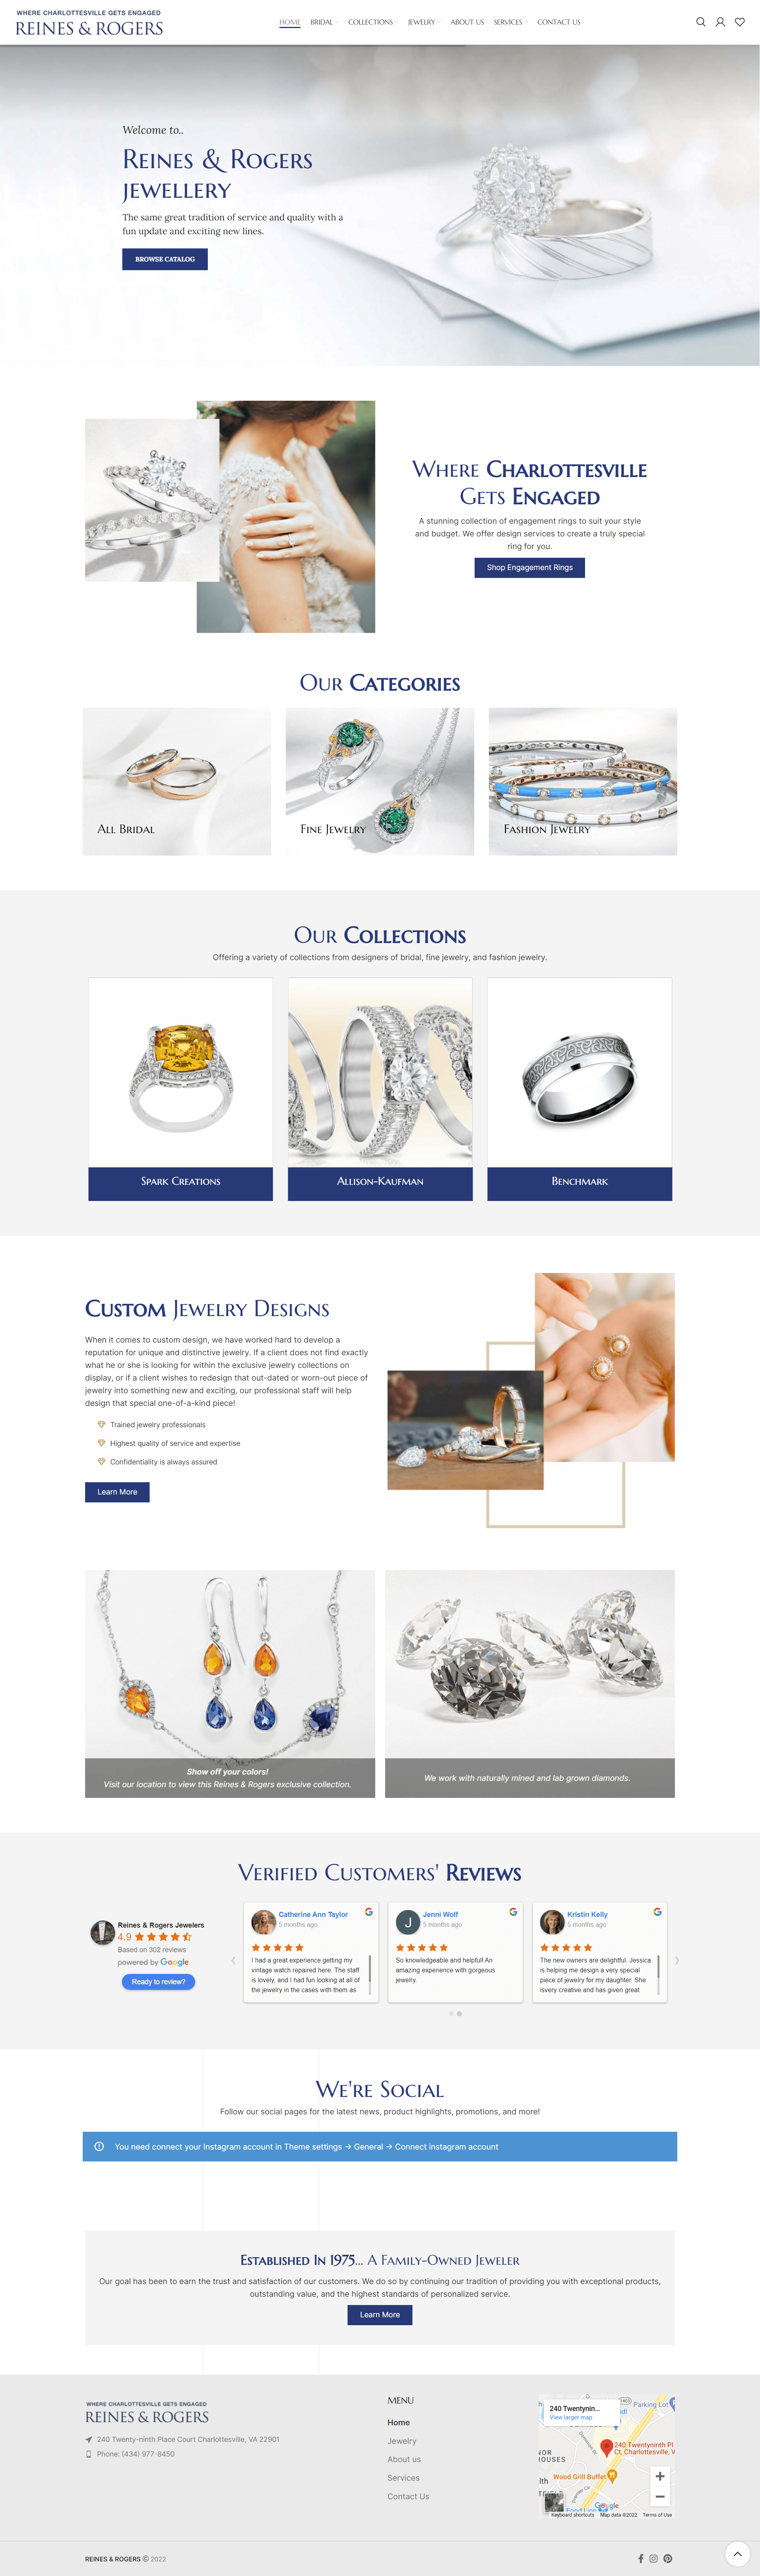 WHERE CHARLOTTESVILLE GETS ENGAGED
REINES & ROGERS
HOME BRIDAL COLLECTIONS JEWELRY ABOUT US SERVICES CONTACT US
Welcome to..
Reines & Rogers
jewellery
The same great tradition of service and quality with a
fun update and exciting new lines.
BROWSE CATALOG
Where Charlottesville
Gets Engaged
A stunning collection of engagement rings to suit your style
and budget. We offer design services to create a truly special
ring for you.
Shop Engagement Rings
Our Categories
All Bridal
Fine Jewelry
Fashion Jewelry
Our Collections
Offering a variety of collections from designers of bridal, fine jewelry, and fashion jewelry.
Spark Creations
Allison-Kaufman
Benchmark
Custom Jewelry Designs
When it comes to custom design, we have worked hard to develop a
reputation for unique and distinctive jewelry. If a client does not find exactly
what he or she is looking for within the exclusive jewelry collections on
display, or if a client wishes to redesign that out-dated or worn-out piece of
jewelry into something new and exciting, our professional staff will help
design that special one-of-a-kind piece!
Trained jewelry professionals
Highest quality of service and expertise
Confidentiality is always assured
Learn More
Show off your colors!
Visit our location to view this Reines & Rogers exclusive collection.
We work with naturally mined and lab grown diamonds.
Verified Customers' Reviews
Reines & Rogers Jewelers
4.9
Based on 302 reviews
powered by Google
Ready to review?
Catherine Ann Taylor
5 months ago
I had a great experience getting my
vintage watch repaired here. The staff
is lovely, and I had fun looking at all of
the jewelry in the cases with them as
J
Jenni Wolf
5 months ago
So knowledgeable and helpful! An
amazing experience with gorgeous
jewelry.
Kristin Kelly
5 months ago
The new owners are delightful. Jessica
is helping me design a very special
piece of jewelry for my daughter. She
isvery creative and has given great
We're Social
Follow our social pages for the latest news, product highlights, promotions, and more!
You need connect your Instagram account in Theme settings → General → Connect instagram account
Established In 1975... A Family-Owned Jeweler
Our goal has been to earn the trust and satisfaction of our customers. We do so by continuing our tradition of providing you with exceptional products,
outstanding value, and the highest standards of personalized service.
Learn More
WHERE CHARLOTTESVILLE GETS ENGAGED
REINES & ROGERS
240 Twenty-ninth Place Court Charlottesville, VA 22901
Phone: (434) 977-8450
MENU
Home
Jewelry
About us
Services
Contact Us
240 Twentynin...
View larger map
Parking Lot
240 Twentyninth Pl
Ct, Charlottesville, V
Wood Grill Buffet
Food Lion
Google
Keyboard shortcuts Map data ©2022 Terms of Use
REINES & ROGERS © 2022